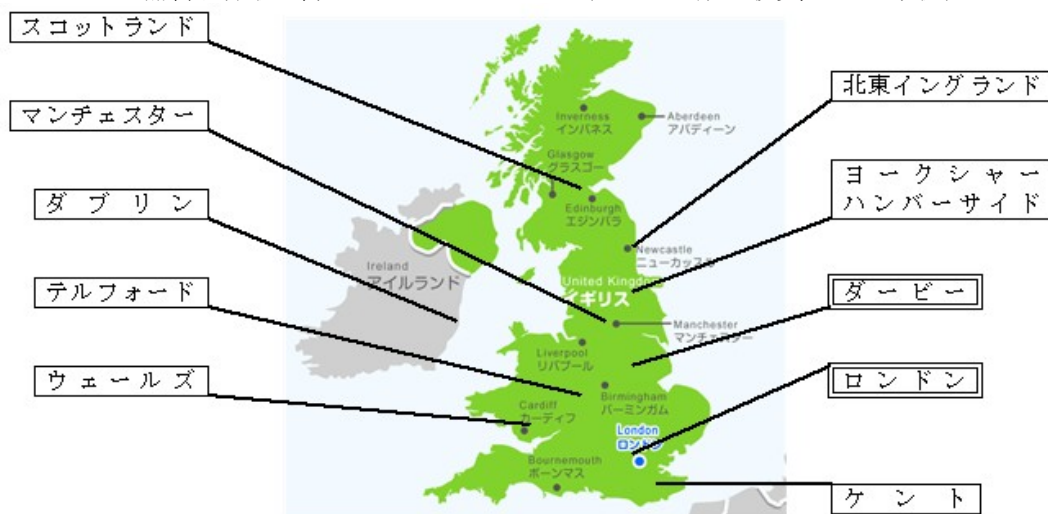 スコットランド
マンチェスター
ダブリン
テルフォード
ウェールズ
北東イングランド
ヨークシャー
ハンバーサイド
ダービー
ロンドン
ケント
Inverness
インバネス
Aberdeen
アバディーン
Glasgow
グラスゴー
Edinburgh
エジンバラ
Newcastle
ニューカッスル
Ireland
アイルランド
United Kingdom
イギリス
Manchester
マンチェスター
Liverpool
リバプール
Birmingham
バーミンガム
Cardiff
カーディフ
London
ロンドン
Bournemouth
ボーンマス